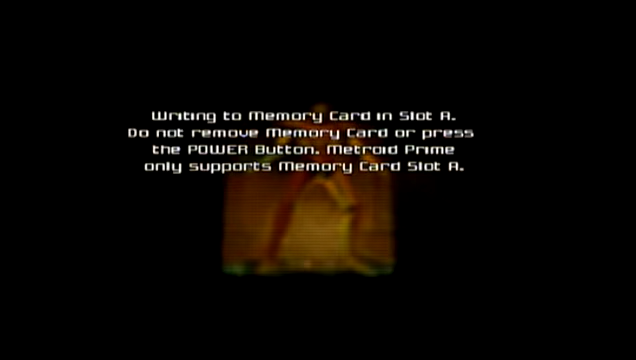 Writing to Memory Card in Slot A.
Do not remove Memory Card or press
the POWER Button. Metroid Prime
only supports Memory Card Slot A.